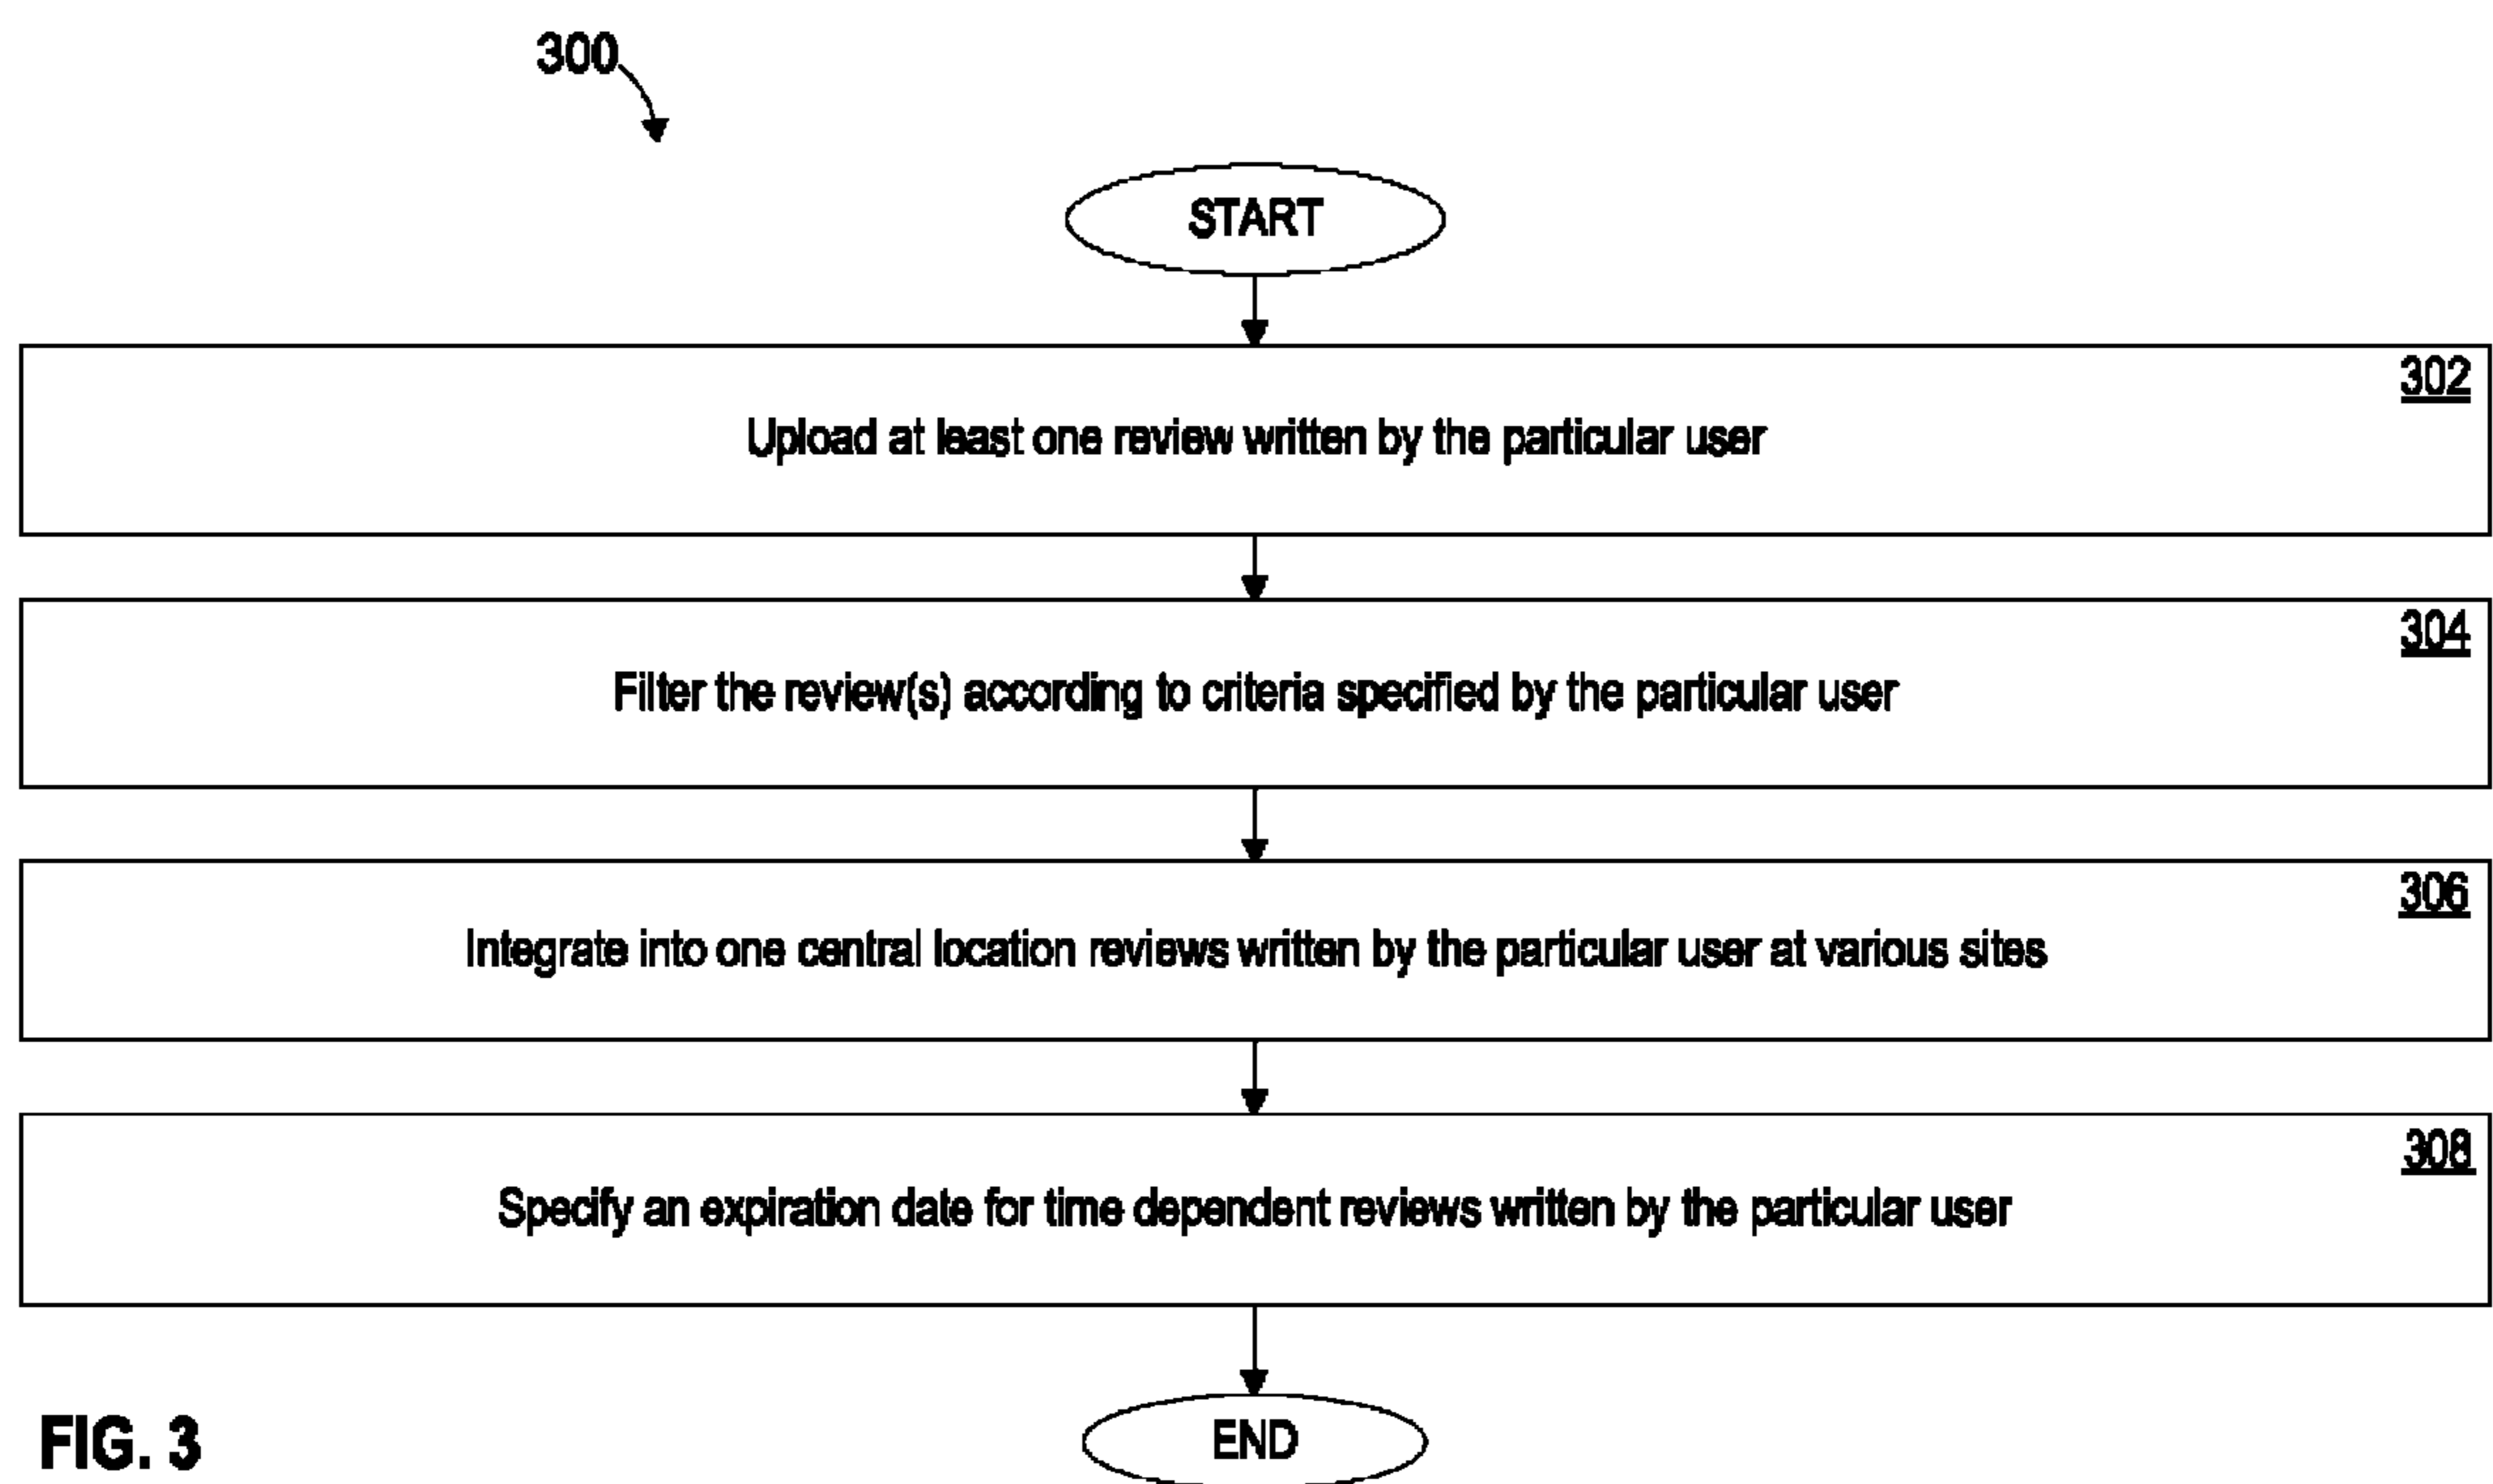 300
START
302
Upload at least one review written by the particular user
304
Filter the review(s) according to criteria specified by the particular user
306
Integrate into one central location reviews written by the particular user at various sites
308
Specify an expiration date for time dependent reviews written by the particular user
END
FIG. 3